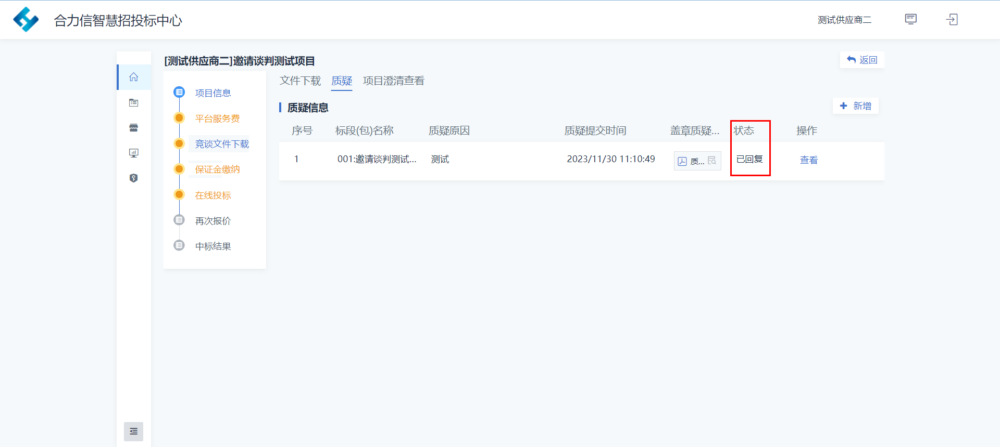 合力信智慧招投标中心
测试供应商二
[测试供应商二]邀请谈判测试项目
返回
项目信息
平台服务费
竞谈文件下载
保证金缴纳
在线投标
再次报价
中标结果
文件下载 质疑 项目澄清查看
质疑信息
新增
序号 标段(包)名称 质疑原因 质疑提交时间 盖章质疑... 状态 操作
1 001:邀请谈判测试... 测试 2023/11/30 11:10:49 质... 已回复 查看